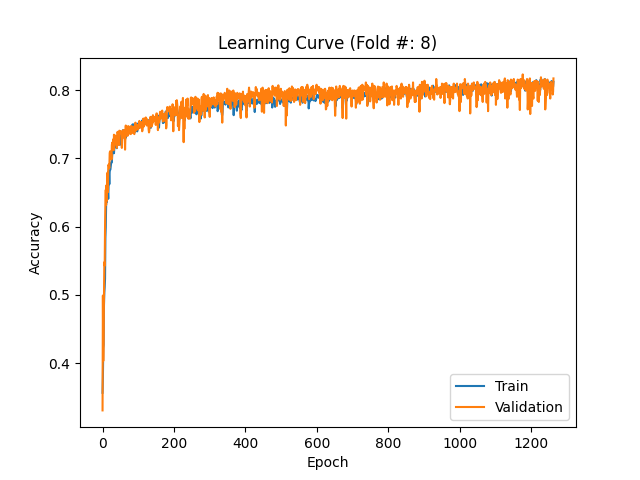 Learning Curve (Fold #: 8)
Accuracy
0.8
0.7
0.6
0.5
0.4
Train
Validation
0 200 400 600 800 1000 1200
Epoch